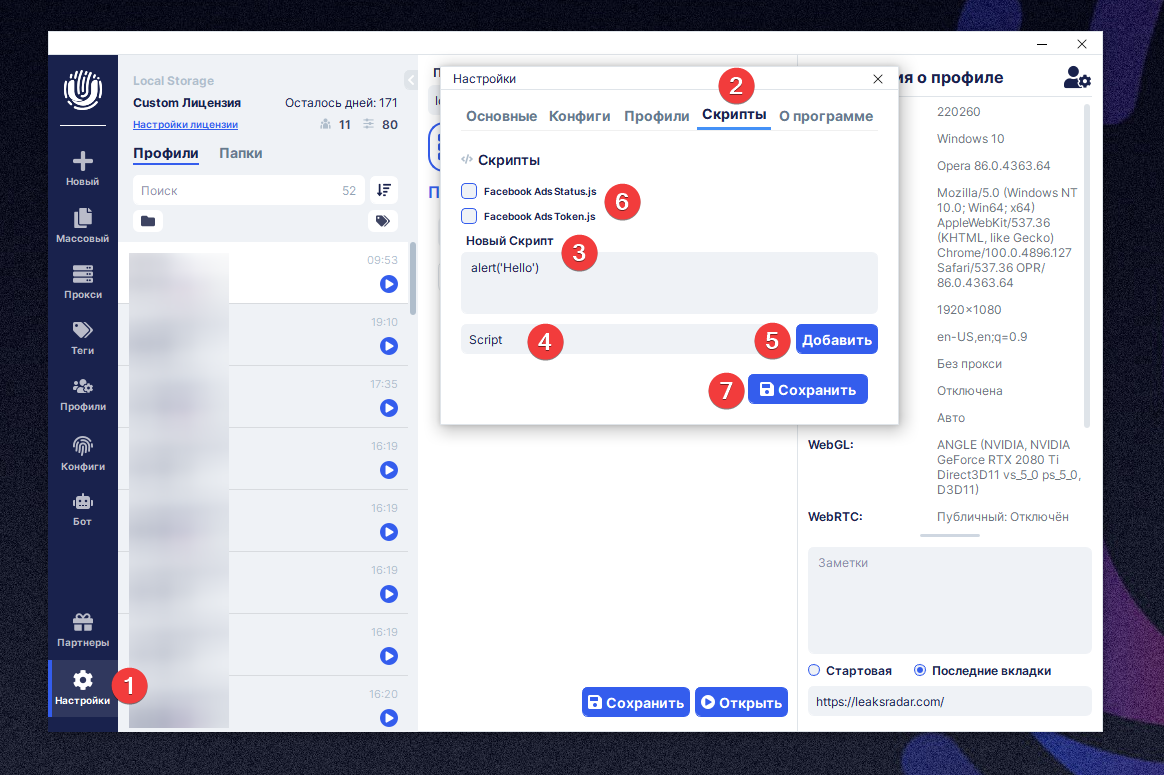 Local Storage
Custom Лицензия
Осталось дней: 171
Настройки лицензии
11
80
Профили
Папки
Поиск
52
09:53
19:10
17:35
16:19
16:19
16:19
16:19
16:20
Новый
Массовый
Прокси
Теги
Профили
Конфиги
Бот
Партнеры
Настройки
1
Настройки
2
Основные
Конфиги
Профили
Скрипты
О программе
</> Скрипты
Facebook Ads Status.js
6
Facebook Ads Token.js
Новый Скрипт
3
alert('Hello')
Script
4
5
Добавить
7
Сохранить
Сохранить
Открыть
ия о профиле
220260
Windows 10
Opera 86.0.4363.64
Mozilla/5.0 (Windows NT
10.0; Win64; x64)
AppleWebKit/537.36
(KHTML, like Gecko)
Chrome/100.0.4896.127
Safari/537.36 OPR/
86.0.4363.64
1920×1080
en-US,en;q=0.9
Без прокси
Отключена
Авто
WebGL:
ANGLE (NVIDIA, NVIDIA
GeForce RTX 2080 Ti
Direct3D11 vs_5_0 ps_5_0,
D3D11)
WebRTC:
Публичный: Отключён
Заметки
Стартовая
Последние вкладки
https://leaksradar.com/